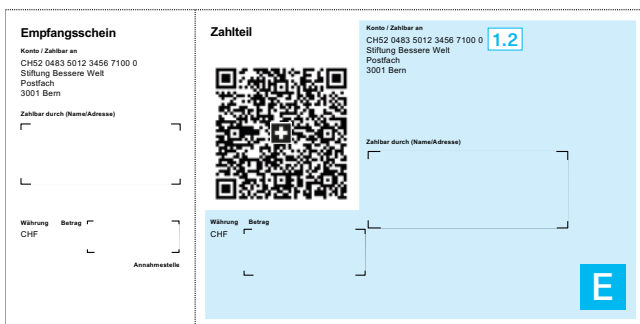 Empfangsschein
Konto / Zahlbar an
CH52 0483 5012 3456 7100 0
Stiftung Bessere Welt
Postfach
3001 Bern
Zahlbar durch (Name/Adresse)
Währung Betrag
CHF
Annahmestelle
Zahlteil
Währung Betrag
CHF
Konto / Zahlbar an
CH52 0483 5012 3456 7100 0
1.2
Stiftung Bessere Welt
Postfach
3001 Bern
Zahlbar durch (Name/Adresse)
E